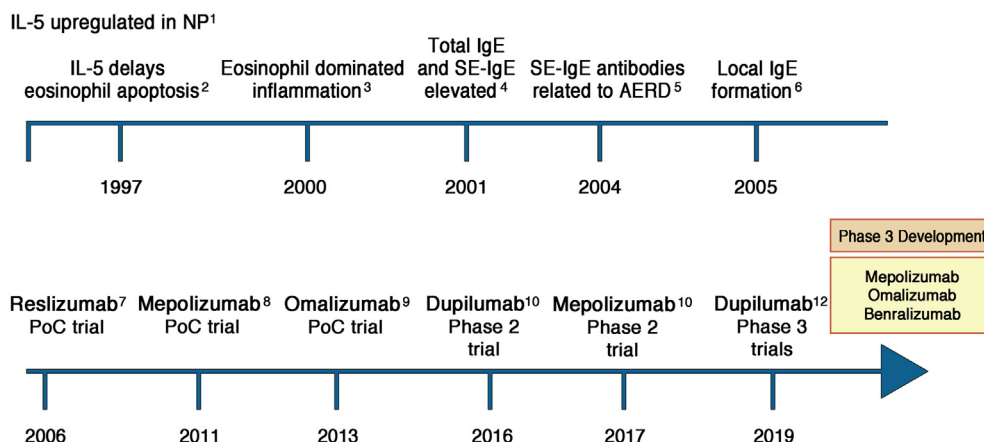 IL-5 upregulated in NP¹
IL-5 delays
eosinophil apoptosis²
Eosinophil dominated
inflammation³
Total IgE
and SE-IgE
elevated⁴
SE-IgE antibodies
related to AERD⁵
Local IgE
formation⁶
1997
2000
2001
2004
2005
Phase 3 Development
Mepolizumab
Omalizumab
Benralizumab
Reslizumab⁷
PoC trial
Mepolizumab⁸
PoC trial
Omalizumab⁹
PoC trial
Dupilumab¹⁰
Phase 2
trial
Mepolizumab¹⁰
Phase 2
trial
Dupilumab¹²
Phase 3
trials
2006
2011
2013
2016
2017
2019